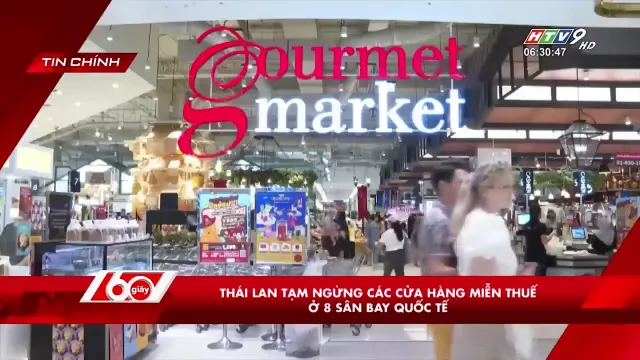 TIN CHÍNH
HTV9 HD
06:30:47
gourmet
market
60 giây
THÁI LAN TẠM NGỪNG CÁC CỬA HÀNG MIỄN THUẾ
Ở 8 SÂN BAY QUỐC TẾ